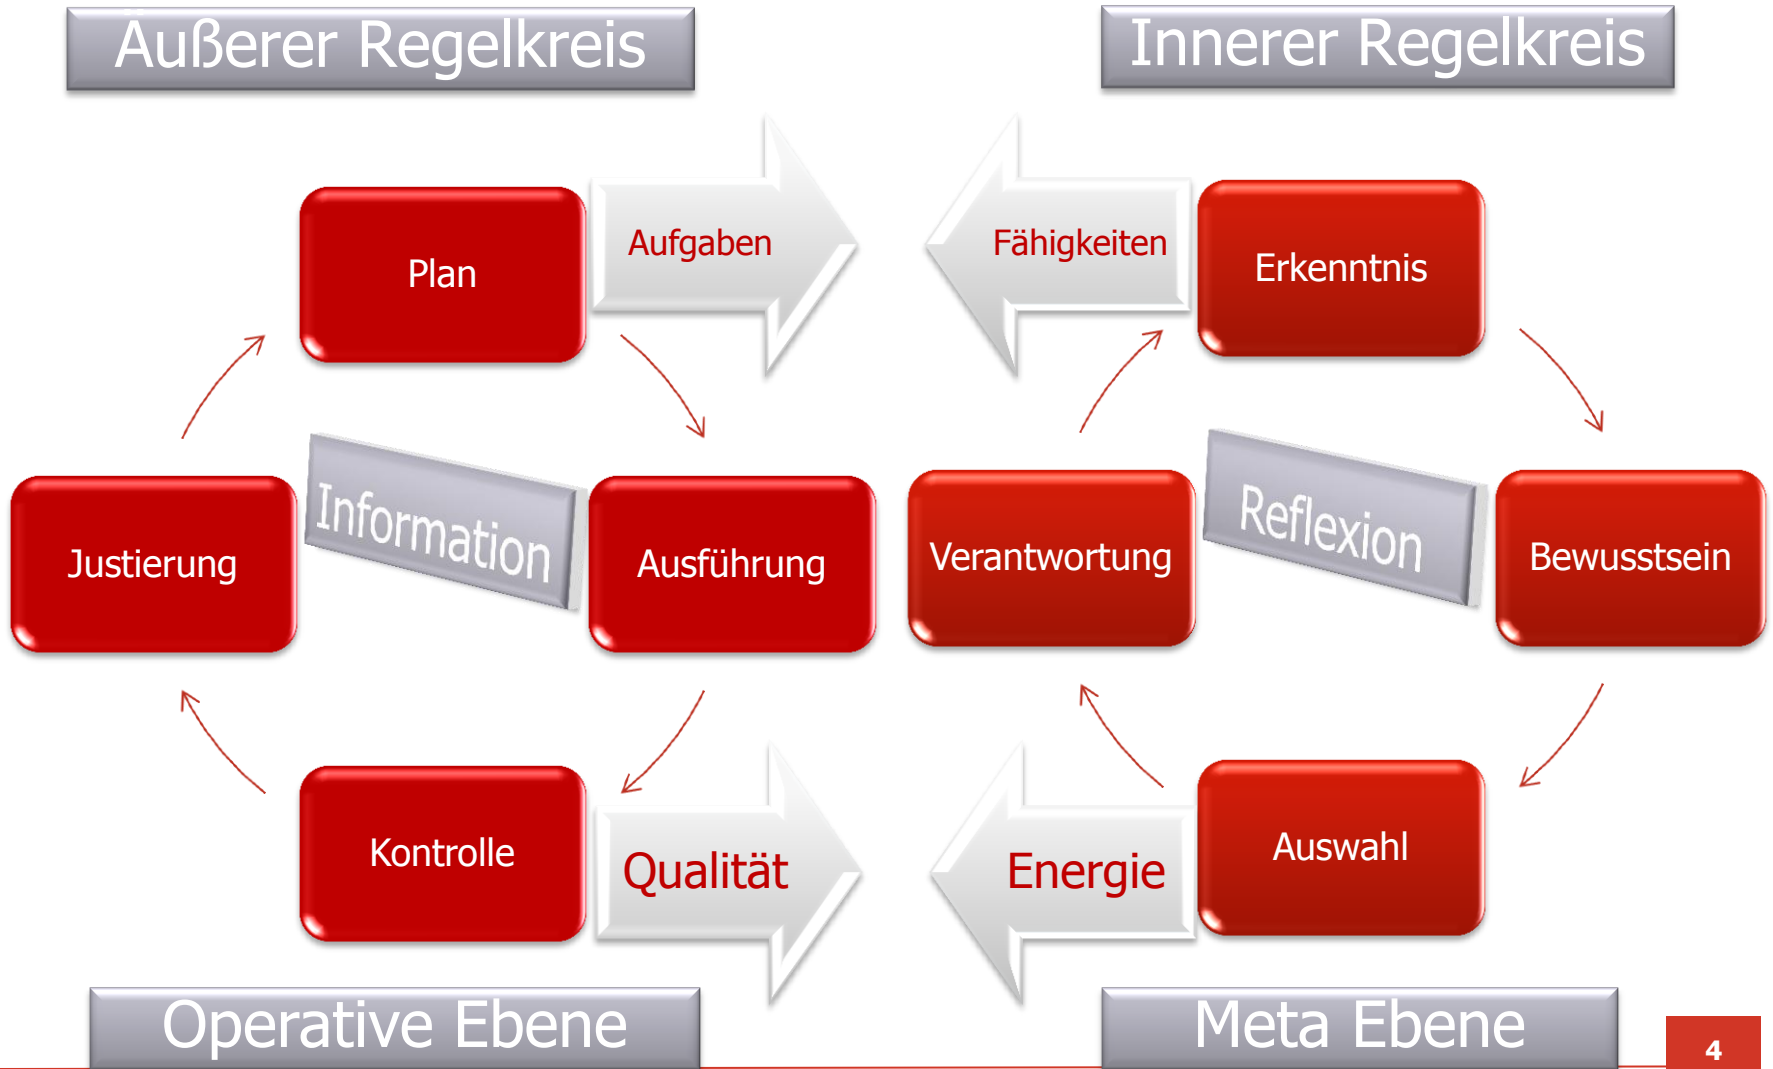 Äußerer Regelkreis
Innerer Regelkreis
Plan
Aufgaben
Fähigkeiten
Erkenntnis
Justierung
Information
Ausführung
Verantwortung
Reflexion
Bewusstsein
Kontrolle
Qualität
Energie
Auswahl
Operative Ebene
Meta Ebene
4